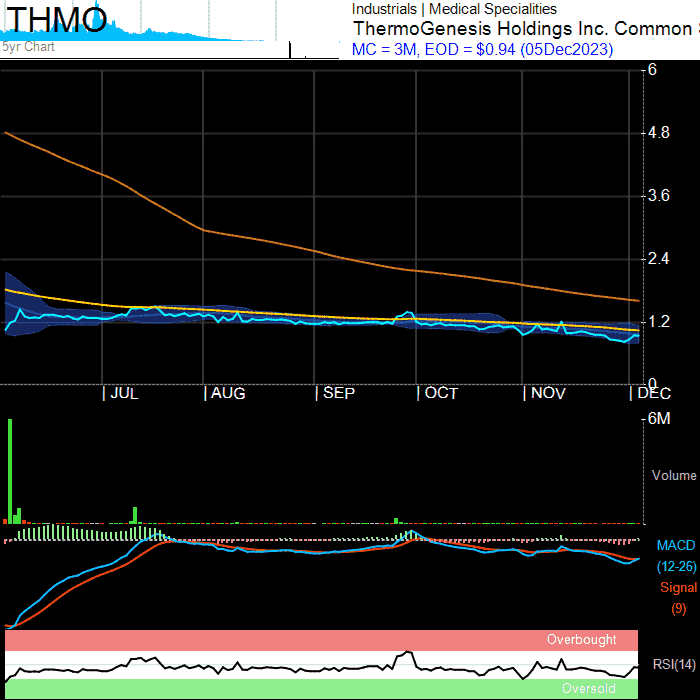 THMO
5yr Chart
Industrials | Medical Specialities
ThermoGenesis Holdings Inc. Common
MC = 3M, EOD = $0.94 (05Dec2023)
6
4.8
3.6
2.4
1.2
0
| JUL | AUG | SEP | OCT | NOV | DEC
6M
Volume
MACD
(12-26)
Signal
(9)
Overbought
RSI(14)
Oversold